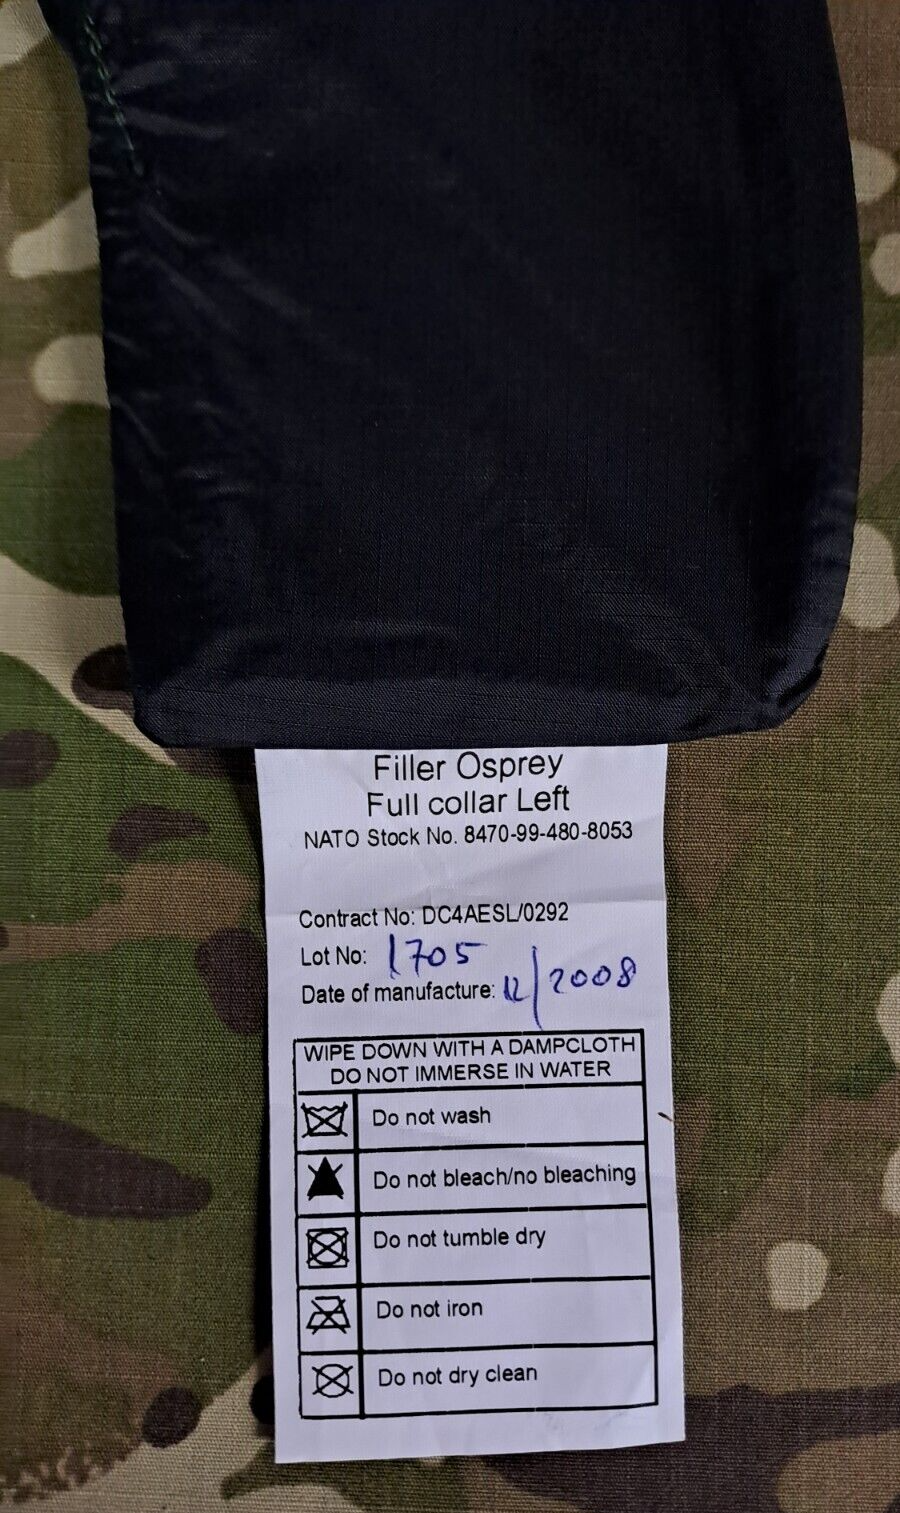 Filler Osprey
Full collar Left
NATO Stock No. 8470-99-480-8053
Contract No: DC4AESL/0292
Lot No: 1705
Date of manufacture: 12/2008
WIPE DOWN WITH A DAMPCLOTH
DO NOT IMMERSE IN WATER
Do not wash
Do not bleach/no bleaching
Do not tumble dry
Do not iron
Do not dry clean